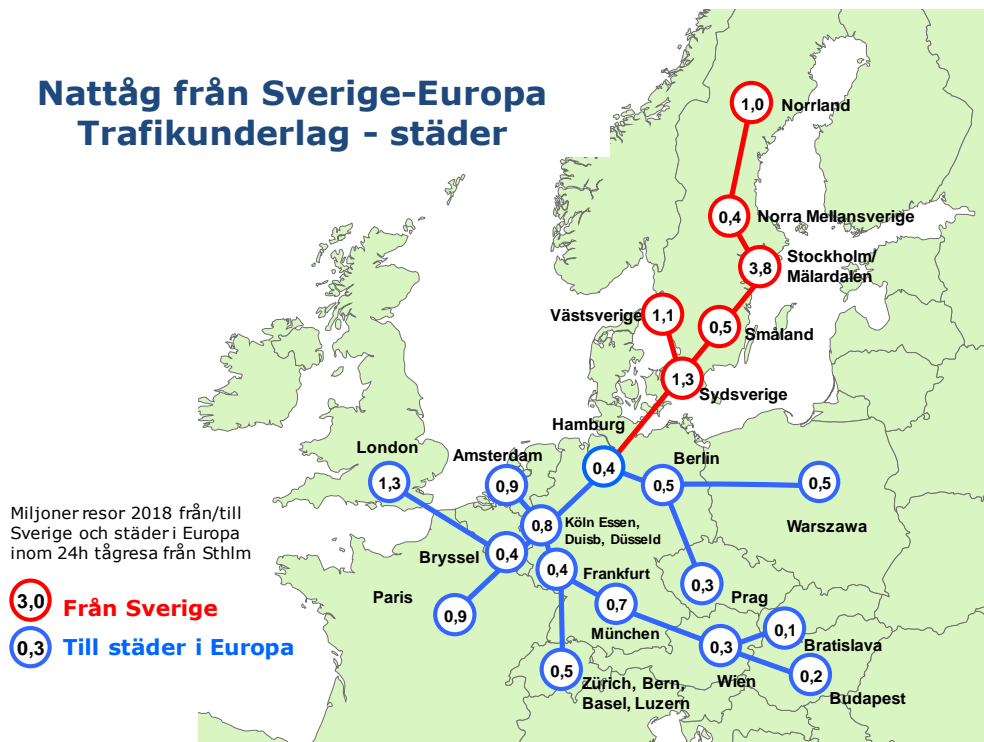 Nattåg från Sverige-Europa
Trafikunderlag - städer
1,0
Norrland
0,4
Norra Mellansverige
Stockholm/
Mälardalen
3,8
Västsverige
1,1
0,5
Småland
1,3
Sydsverige
Hamburg
0,4
London
1,3
Amsterdam
0,9
Berlin
0,5
0,5
Warszawa
Miljoner resor 2018 från/till
Sverige och städer i Europa
inom 24h tågresa från Sthlm
0,8
Köln Essen,
Duisb, Düsseld
Bryssel
0,4
0,4
Frankfurt
0,3
Prag
Paris
0,9
0,7
München
3,0
Från Sverige
0,3
Till städer i Europa
0,3
Wien
0,1
Bratislava
0,5
Zürich, Bern,
Basel, Luzern
0,2
Budapest